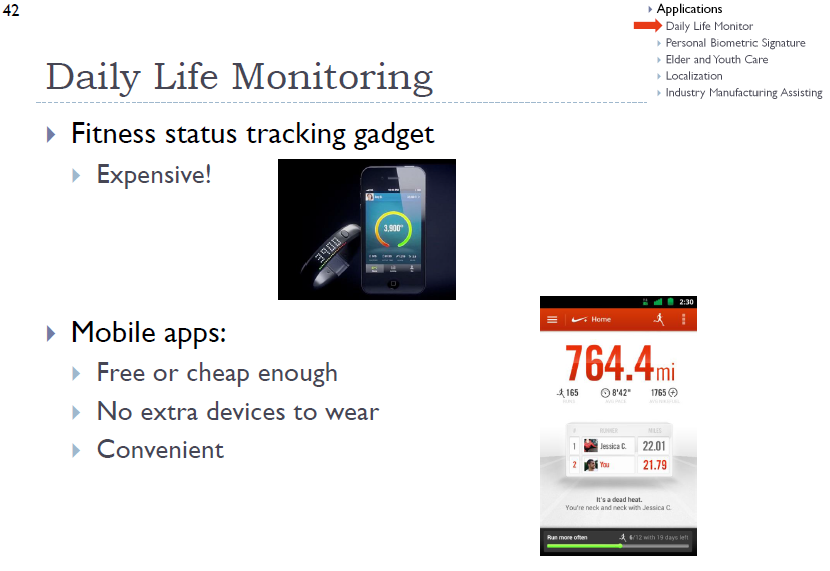 42
Applications
Daily Life Monitor
Personal Biometric Signature
Elder and Youth Care
Localization
Industry Manufacturing Assisting
Daily Life Monitoring
Fitness status tracking gadget
Expensive!
3900
3,900
Mobile apps:
Free or cheap enough
No extra devices to wear
Convenient
2:30
Home
764.4mi
165 8'42" 1765
# RUNNER MILES
1 Jessica C. 22.01
2 You 21.79
It's a dead heat.
You're neck and neck with Jessica C.
Run more often 6/12 with 19 days left